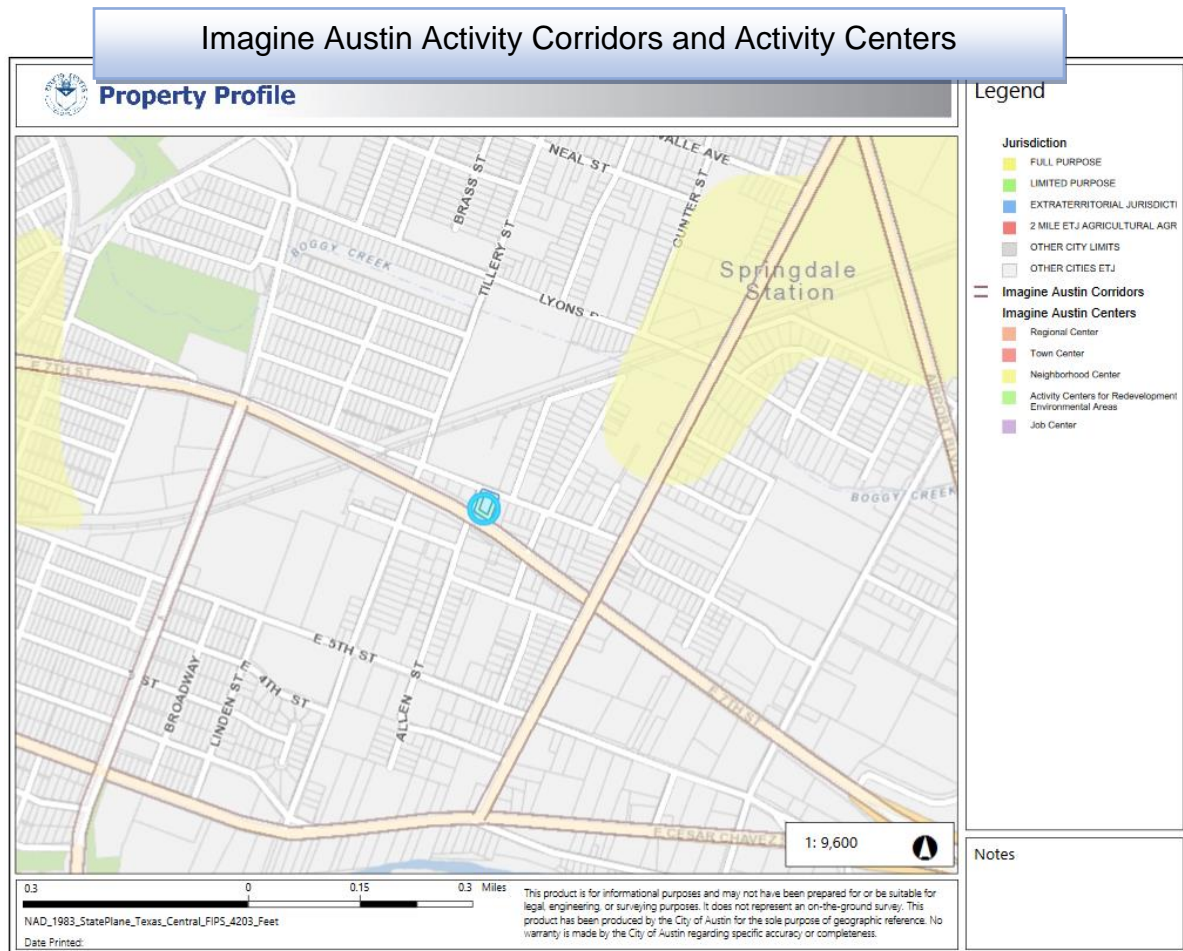 Imagine Austin Activity Corridors and Activity Centers
Property Profile
Legend
Jurisdiction
FULL PURPOSE
LIMITED PURPOSE
EXTRATERRITORIAL JURISDICTI
2 MILE ETJ AGRICULTURAL AGR
OTHER CITY LIMITS
OTHER CITIES ETJ
Imagine Austin Corridors
Imagine Austin Centers
Regional Center
Town Center
Neighborhood Center
Activity Centers for Redevelopment
Environmental Areas
Job Center
VALLE AVE
NEAL ST
BRASS ST
GUNTER ST
TILLERY ST
BOGGY CREEK
LYONS R
Springdale
Station
E 7TH ST
AIRPORT BLV
BOGGY CREEK
E 5TH ST
E 4TH ST
ST
BROADWAY
LINDEN ST
ALLEN ST
E 7TH ST
E CESAR CHAVEZ
1: 9,600
Notes
0.3
0
0.15
0.3 Miles
NAD_1983_StatePlane_Texas_Central_FIPS_4203_Feet
Date Printed:
This product is for informational purposes and may not have been prepared for or be suitable for
legal, engineering, or surveying purposes. It does not represent an on-the-ground survey. This
product has been produced by the City of Austin for the sole purpose of geographic reference. No
warranty is made by the City of Austin regarding specific accuracy or completeness.